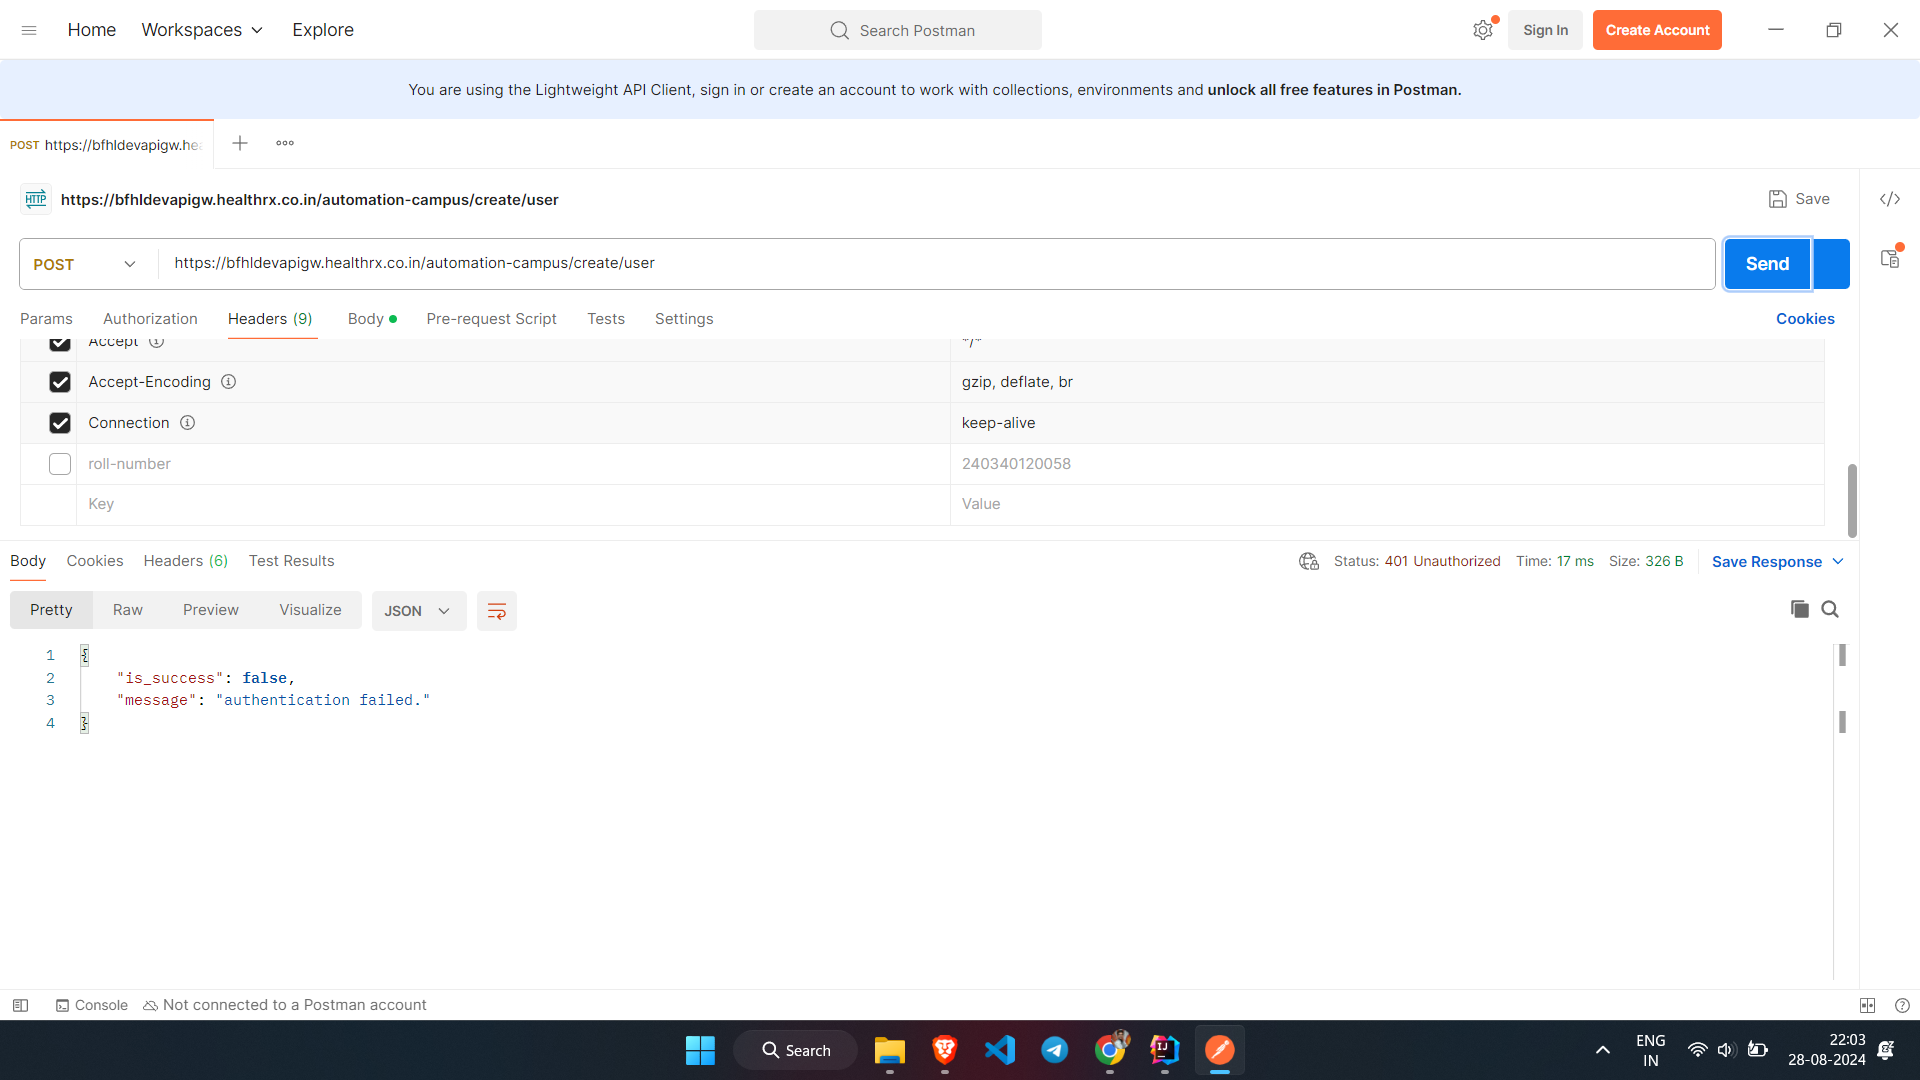 Home
Workspaces
Explore
Search Postman
Sign In
Create Account
You are using the Lightweight API Client, sign in or create an account to work with collections, environments and unlock all free features in Postman.
POST https://bfhldevapigw.hea
HTTP
https://bfhldevapigw.healthrx.co.in/automation-campus/create/user
Save
POST
https://bfhldevapigw.healthrx.co.in/automation-campus/create/user
Send
Params
Authorization
Headers (9)
Body
Pre-request Script
Tests
Settings
Cookies
Accept
*/*
Accept-Encoding
gzip, deflate, br
Connection
keep-alive
roll-number
240340120058
Key
Value
Body
Cookies
Headers (6)
Test Results
Status: 401 Unauthorized
Time: 17 ms
Size: 326 B
Save Response
Pretty
Raw
Preview
Visualize
JSON
1 {
2 "is_success": false,
3 "message": "authentication failed."
4 }
Console
Not connected to a Postman account
Search
ENG
IN
22:03
28-08-2024